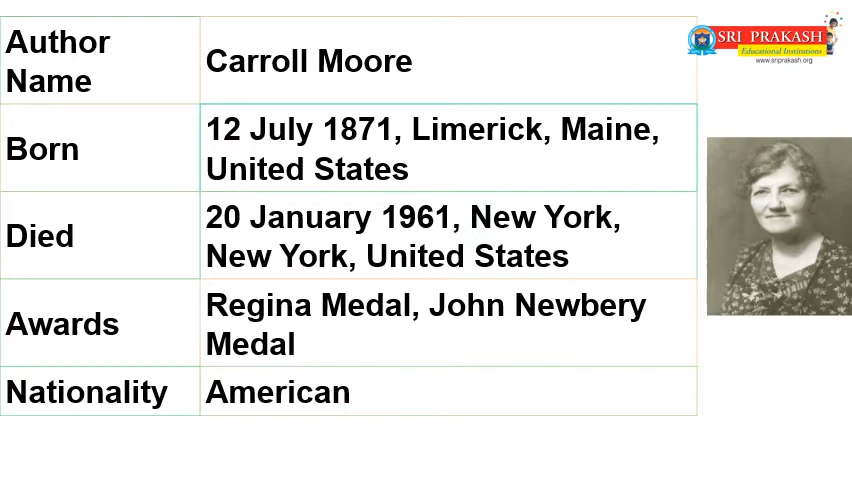 Author
Name
Carroll Moore
Born
12 July 1871, Limerick, Maine,
United States
Died
20 January 1961, New York,
New York, United States
Awards
Regina Medal, John Newbery
Medal
Nationality
American
SRI PRAKASH
Educational Institutions
www.sriprakash.org